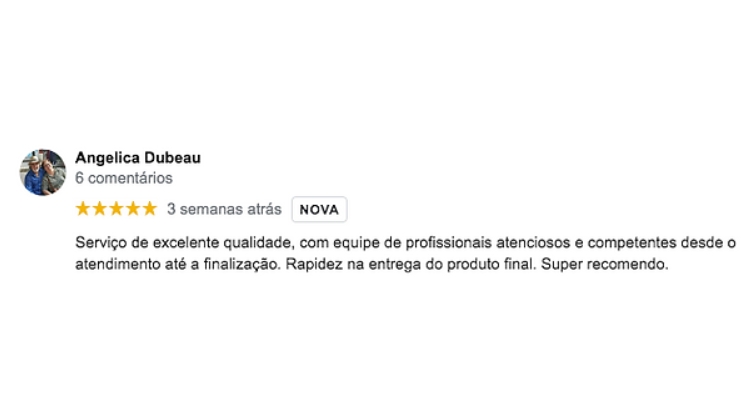 Angelica Dubeau
6 comentários
3 semanas atrás NOVA
Serviço de excelente qualidade, com equipe de profissionais atenciosos e competentes desde o
atendimento até a finalização. Rapidez na entrega do produto final. Super recomendo.